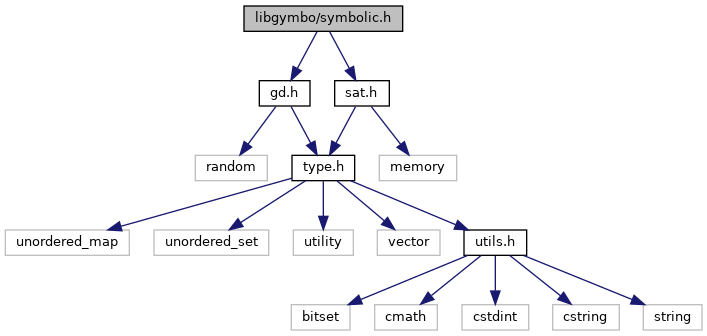 libgymbo/symbolic.h
gd.h
sat.h
random
type.h
memory
unordered_map
unordered_set
utility
vector
utils.h
bitset
cmath
cstdint
cstring
string